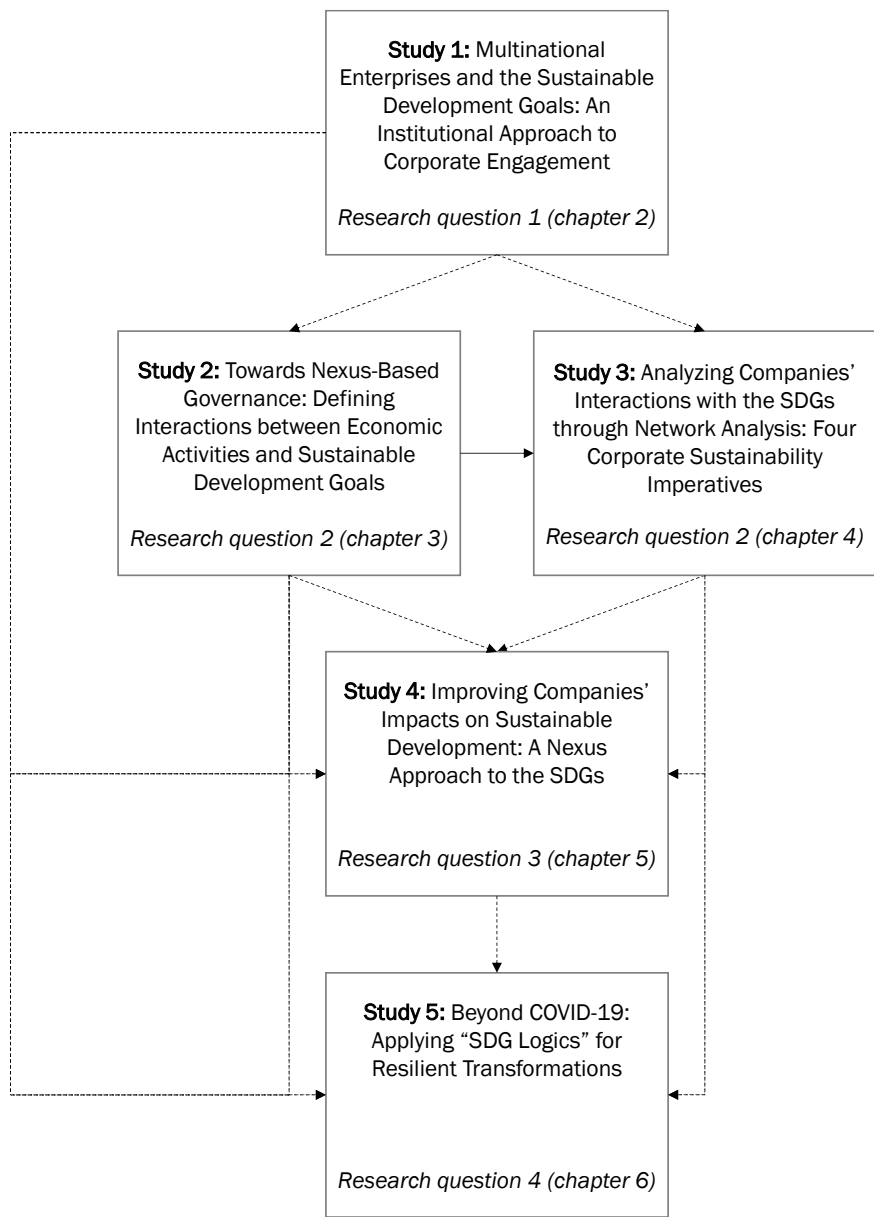 Study 1: Multinational
Enterprises and the Sustainable
Development Goals: An
Institutional Approach to
Corporate Engagement
Research question 1 (chapter 2)
Study 2: Towards Nexus-Based
Governance: Defining
Interactions between Economic
Activities and Sustainable
Development Goals
Research question 2 (chapter 3)
Study 3: Analyzing Companies’
Interactions with the SDGs
through Network Analysis: Four
Corporate Sustainability
Imperatives
Research question 2 (chapter 4)
Study 4: Improving Companies’
Impacts on Sustainable
Development: A Nexus
Approach to the SDGs
Research question 3 (chapter 5)
Study 5: Beyond COVID-19:
Applying “SDG Logics” for
Resilient Transformations
Research question 4 (chapter 6)